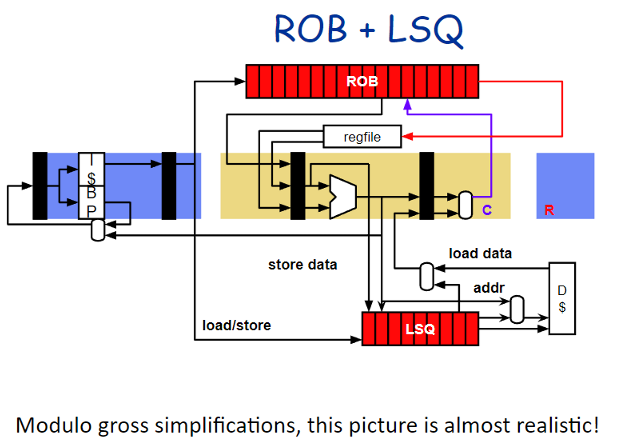 ROB + LSQ
ROB
regfile
I
$
B
P
C
R
load data
store data
addr
D
$
load/store
LSQ
Modulo gross simplifications, this picture is almost realistic!